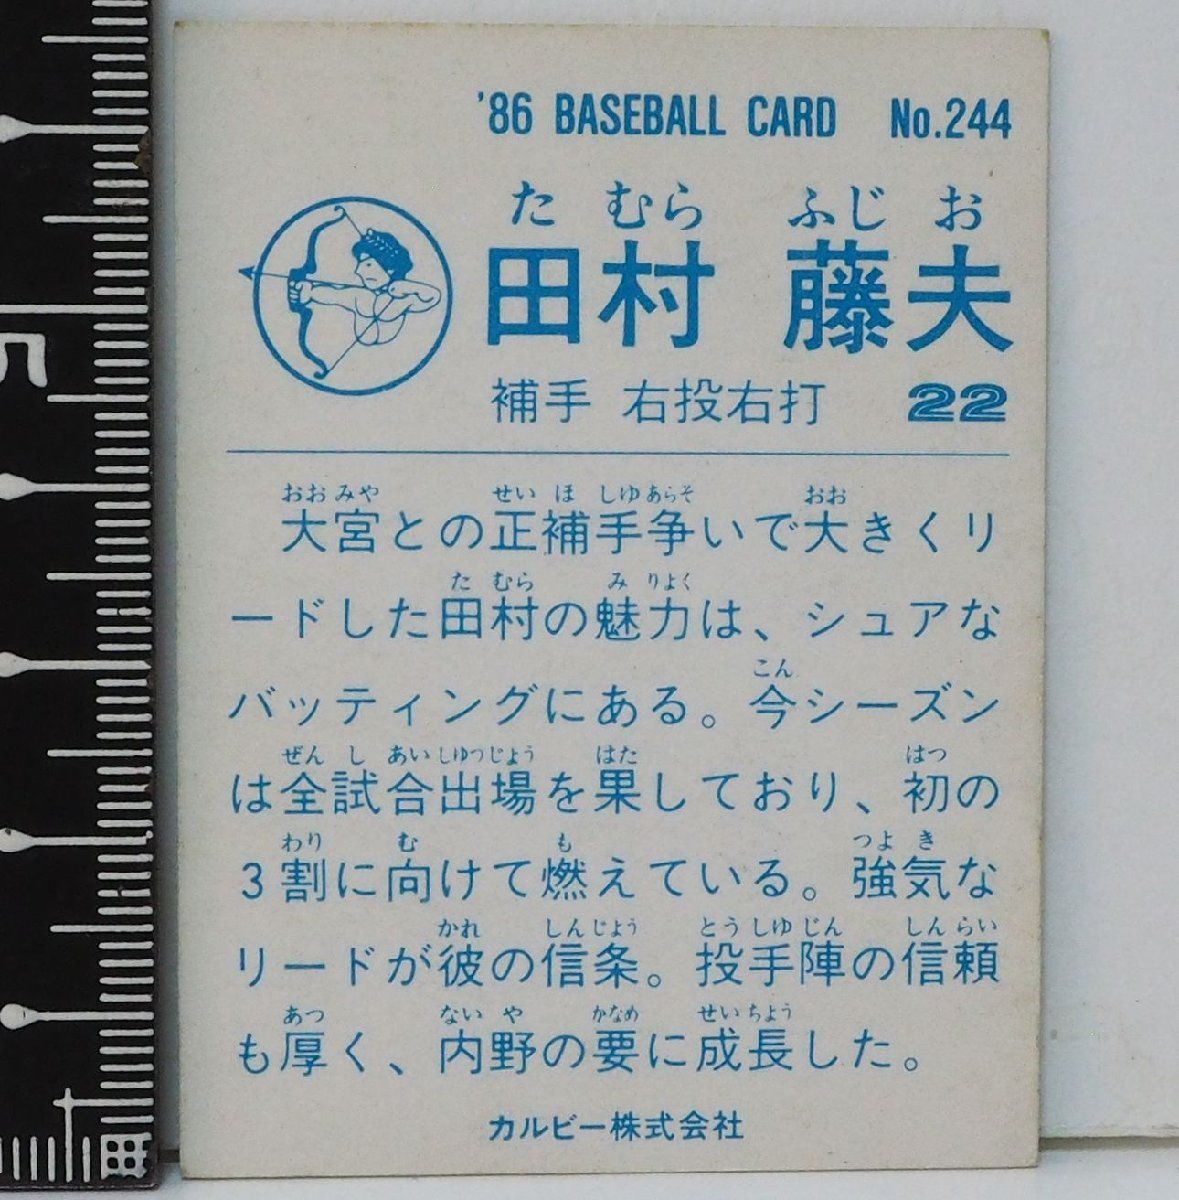 '86 BASEBALL CARD No.244
た むら ふじ お
田村 藤夫
補手 右投右打 22
おお みや せい ほ しゆ あらそ おお
大宮との正補手争いで大きくリ
た むら み りよく
ードした田村の魅力は、シュアな
こん
バッティングにある。今シーズン
ぜん し あい しゆつじよう はた はつ
は全試合出場を果しており、初の
わり む も つよ き
3割に向けて燃えている。強気な
かれ しんじよう とう しゆ じん しん らい
リードが彼の信条。投手陣の信頼
あつ ない や かなめ せいちよう
も厚く、内野の要に成長した。
カルビー株式会社